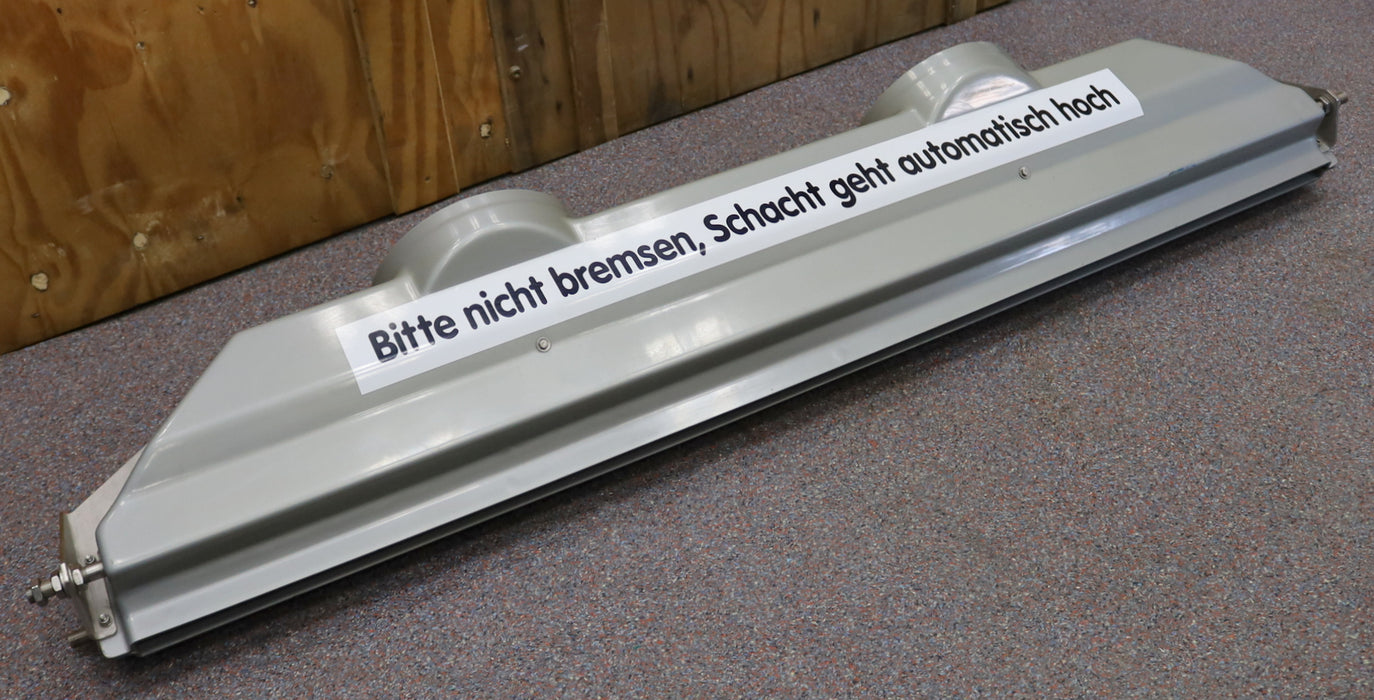 Bitte nicht bremsen, Schacht geht automatisch hoch